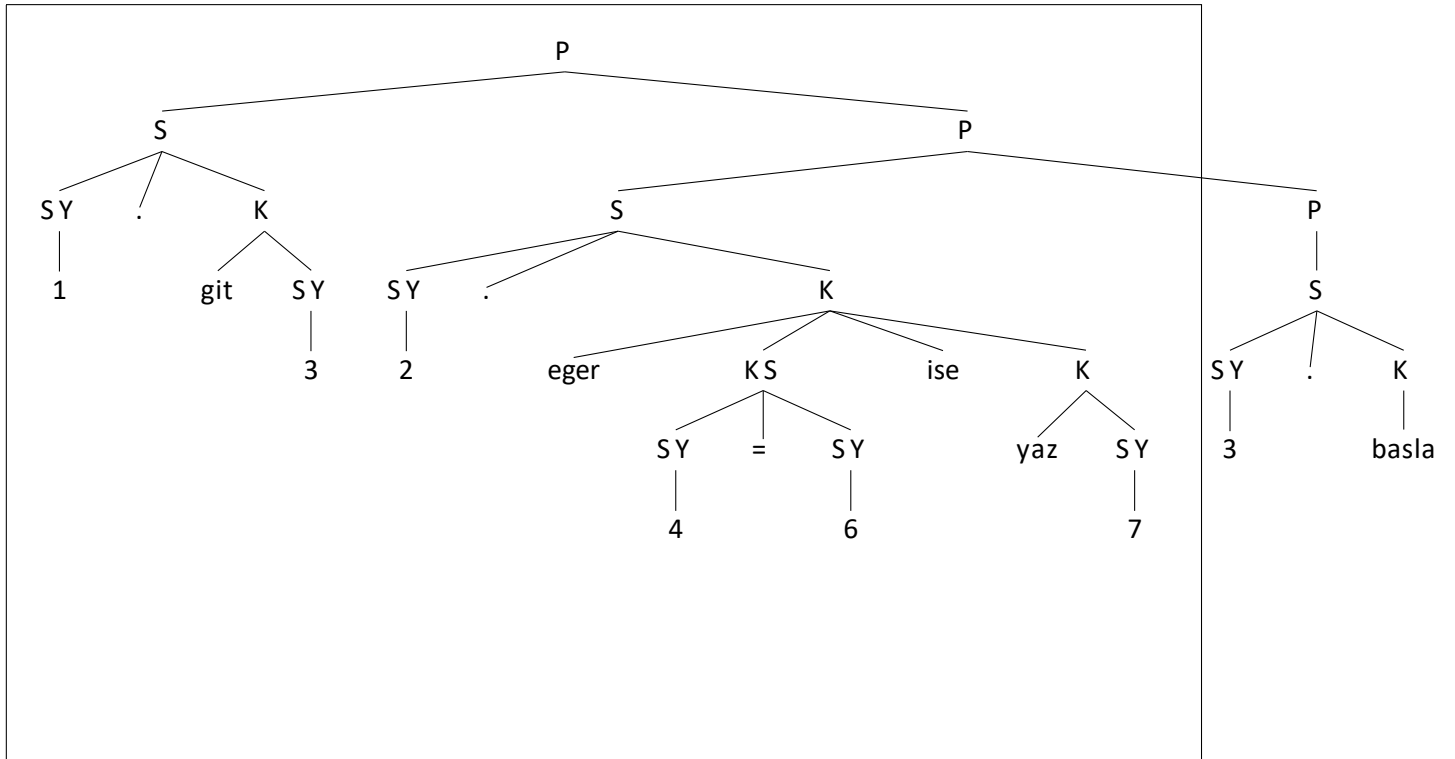 P
S P
SY . K S P
1 git SY SY . K S
3 2 eger KS ise K SY . K
SY = SY yaz SY 3 basla
4 6 7